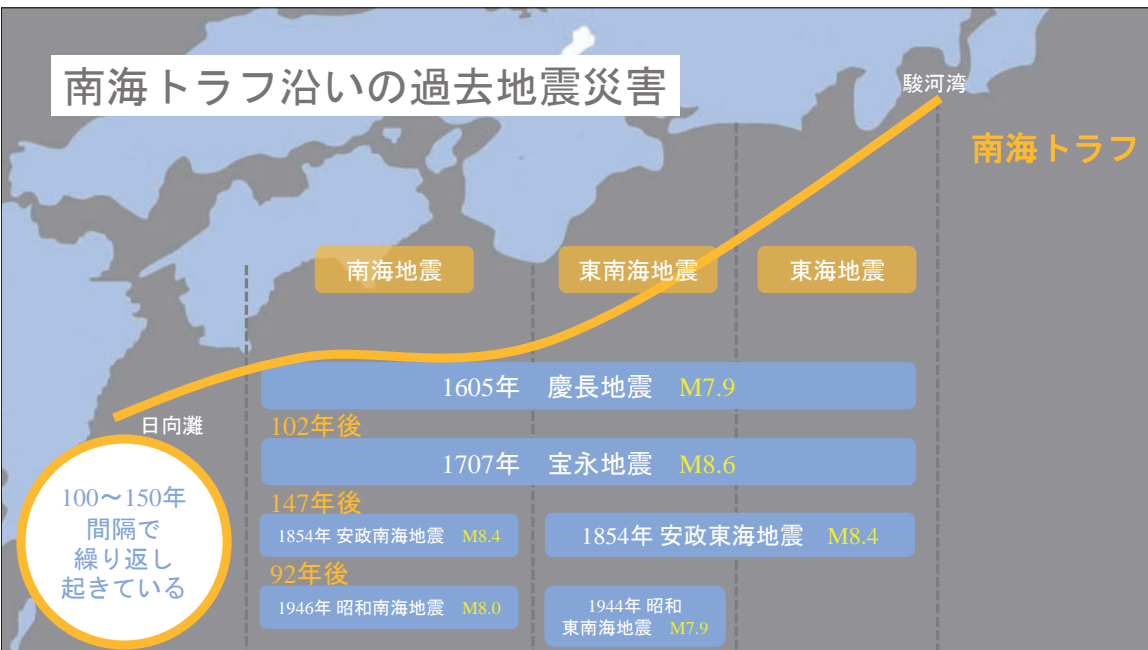 南海トラフ沿いの過去地震災害
駿河湾
南海トラフ
南海地震
東南海地震
東海地震
1605年 慶長地震 M7.9
日向灘
102年後
1707年 宝永地震 M8.6
100〜150年
間隔で
繰り返し
起きている
147年後
1854年 安政南海地震 M8.4
1854年 安政東海地震 M8.4
92年後
1946年 昭和南海地震 M8.0
1944年 昭和
東南海地震 M7.9